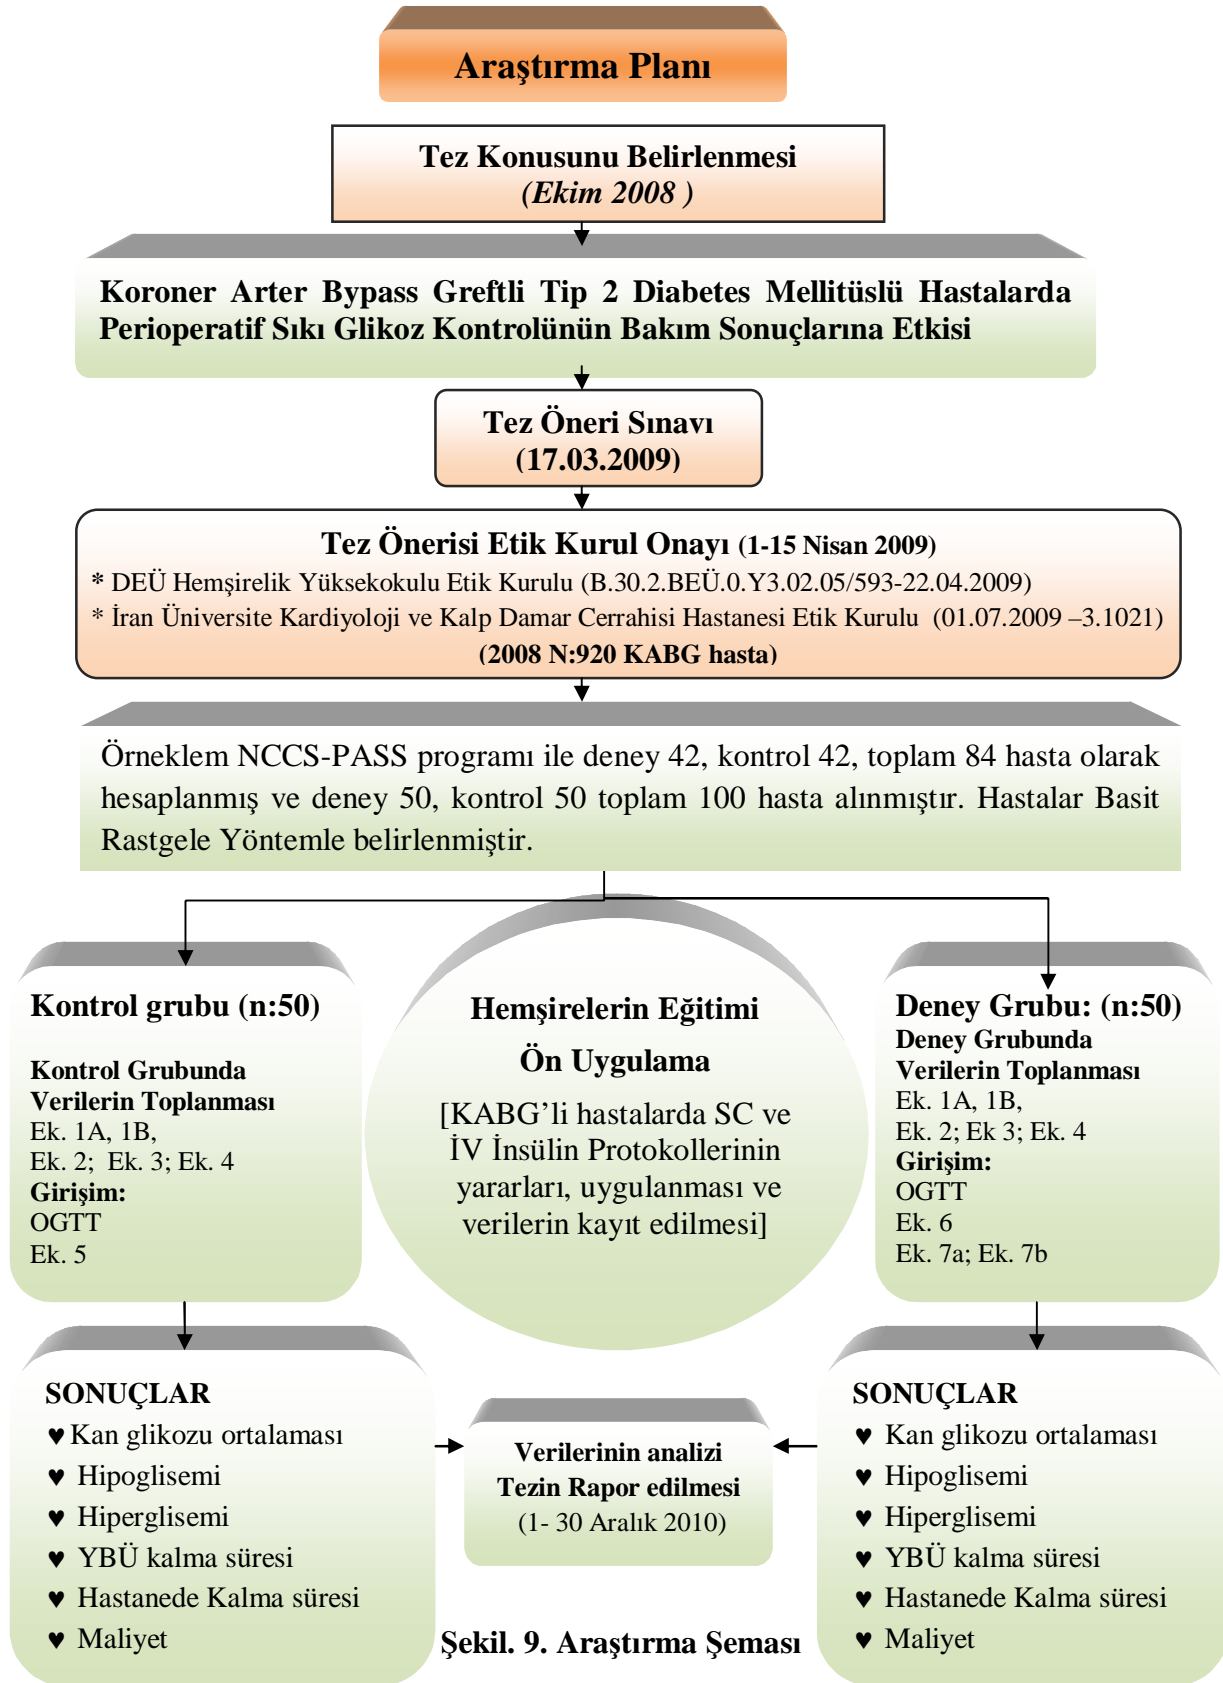 Araştırma Planı
Tez Konusunu Belirlenmesi
(Ekim 2008 )
Koroner Arter Bypass Greftli Tip 2 Diabetes Mellitüslü Hastalarda
Perioperatif Sıkı Glikoz Kontrolünün Bakım Sonuçlarına Etkisi
Tez Öneri Sınavı
(17.03.2009)
Tez Önerisi Etik Kurul Onayı (1-15 Nisan 2009)
* DEÜ Hemşirelik Yüksekokulu Etik Kurulu (B.30.2.BEÜ.0.Y3.02.05/593-22.04.2009)
* İran Üniversite Kardiyoloji ve Kalp Damar Cerrahisi Hastanesi Etik Kurulu (01.07.2009 –3.1021)
(2008 N:920 KABG hasta)
Örneklem NCCS-PASS programı ile deney 42, kontrol 42, toplam 84 hasta olarak
hesaplanmış ve deney 50, kontrol 50 toplam 100 hasta alınmıştır. Hastalar Basit
Rastgele Yöntemle belirlenmiştir.
Kontrol grubu (n:50)
Kontrol Grubunda
Verilerin Toplanması
Ek. 1A, 1B,
Ek. 2; Ek. 3; Ek. 4
Girişim:
OGTT
Ek. 5
Hemşirelerin Eğitimi
Ön Uygulama
[KABG’li hastalarda SC ve
İV İnsülin Protokollerinin
yararları, uygulanması ve
verilerin kayıt edilmesi]
Deney Grubu: (n:50)
Deney Grubunda
Verilerin Toplanması
Ek. 1A, 1B,
Ek. 2; Ek 3; Ek. 4
Girişim:
OGTT
Ek. 6
Ek. 7a; Ek. 7b
SONUÇLAR
♥ Kan glikozu ortalaması
♥ Hipoglisemi
♥ Hiperglisemi
♥ YBÜ kalma süresi
♥ Hastanede Kalma süresi
♥ Maliyet
Verilerinin analizi
Tezin Rapor edilmesi
(1- 30 Aralık 2010)
SONUÇLAR
♥ Kan glikozu ortalaması
♥ Hipoglisemi
♥ Hiperglisemi
♥ YBÜ kalma süresi
♥ Hastanede Kalma süresi
♥ Maliyet
Şekil. 9. Araştırma Şeması